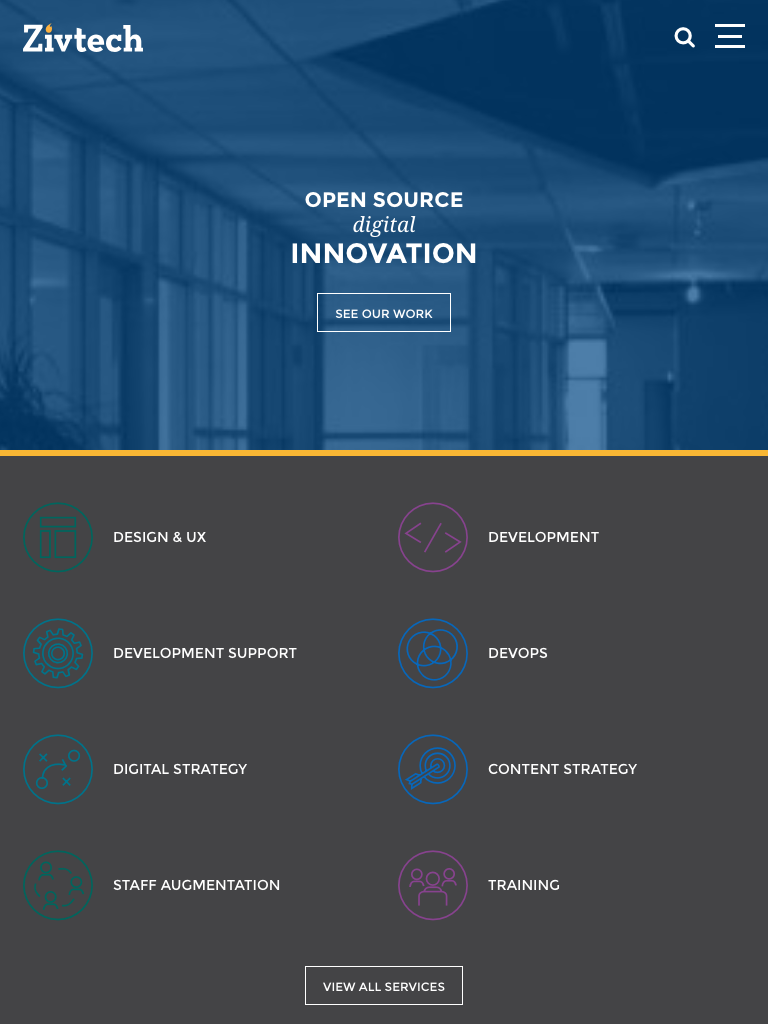 Zivtech
OPEN SOURCE
digital
INNOVATION
SEE OUR WORK
DESIGN & UX
DEVELOPMENT
DEVELOPMENT SUPPORT
DEVOPS
DIGITAL STRATEGY
CONTENT STRATEGY
STAFF AUGMENTATION
TRAINING
VIEW ALL SERVICES